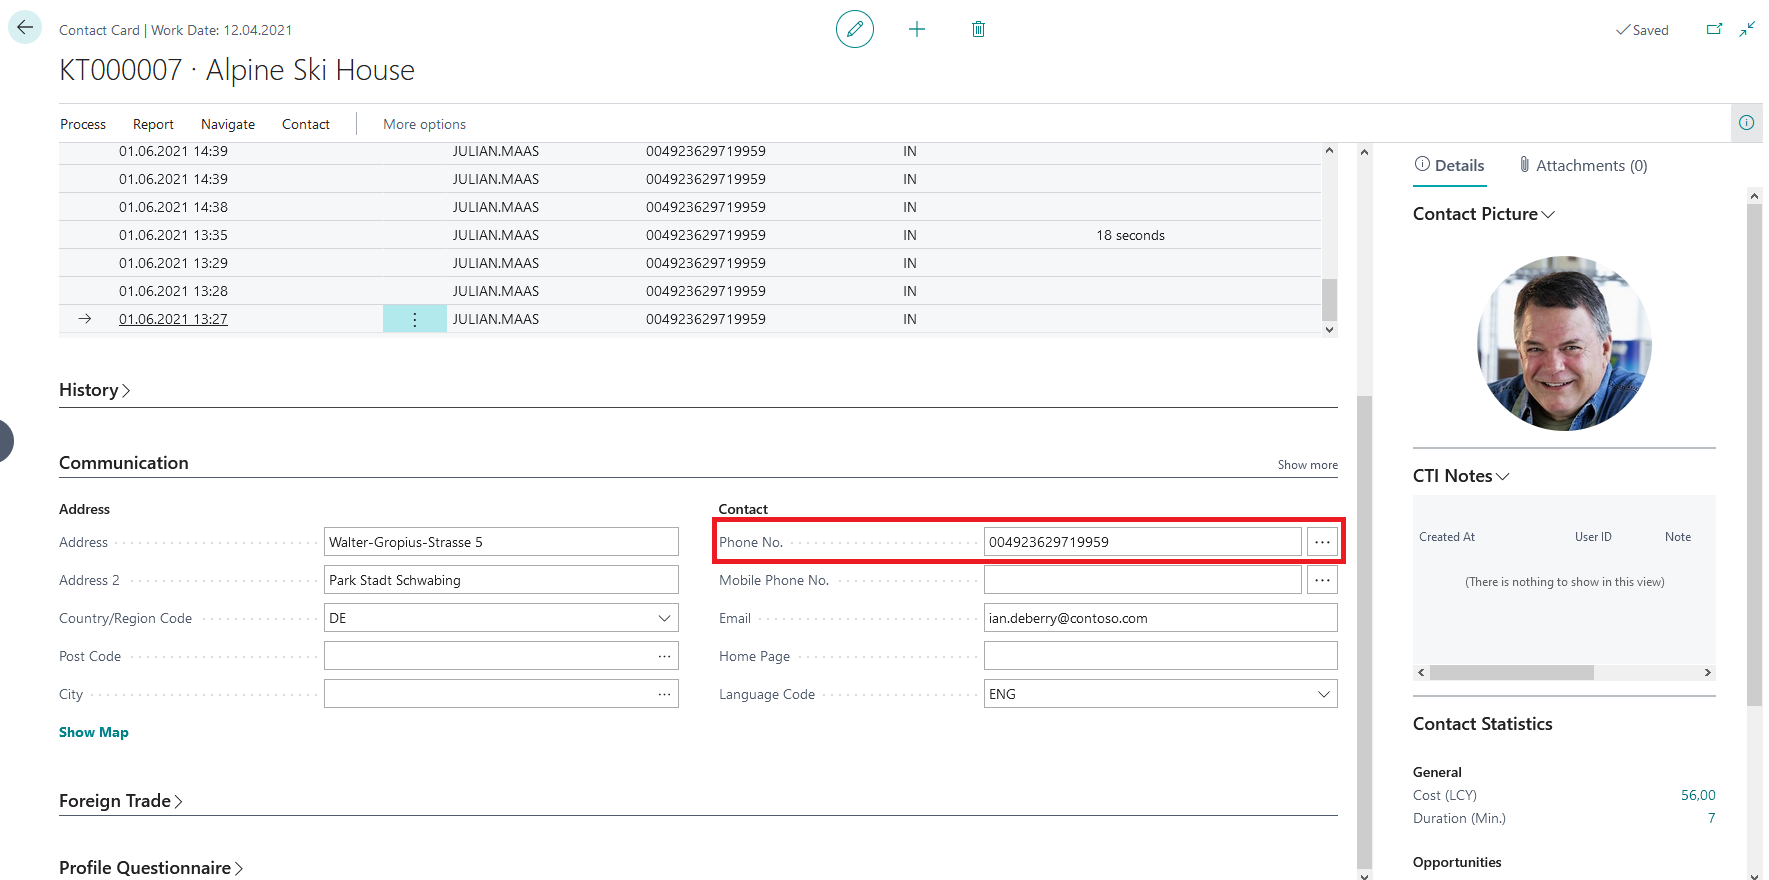 Contact Card | Work Date: 12.04.2021
Saved
KT000007 · Alpine Ski House
Process Report Navigate Contact More options
01.06.2021 14:39 JULIAN.MAAS 004923629719959 IN
01.06.2021 14:39 JULIAN.MAAS 004923629719959 IN
01.06.2021 14:38 JULIAN.MAAS 004923629719959 IN
01.06.2021 13:35 JULIAN.MAAS 004923629719959 IN 18 seconds
01.06.2021 13:29 JULIAN.MAAS 004923629719959 IN
01.06.2021 13:28 JULIAN.MAAS 004923629719959 IN
01.06.2021 13:27 JULIAN.MAAS 004923629719959 IN
History
Communication
Show more
Address
Address Walter-Gropius-Strasse 5
Address 2 Park Stadt Schwabing
Country/Region Code DE
Post Code
City
Show Map
Contact
Phone No. 004923629719959
Mobile Phone No.
Email ian.deberry@contoso.com
Home Page
Language Code ENG
Foreign Trade
Profile Questionnaire
Details Attachments (0)
Contact Picture
CTI Notes
Created At User ID Note
(There is nothing to show in this view)
Contact Statistics
General
Cost (LCY) 56,00
Duration (Min.) 7
Opportunities